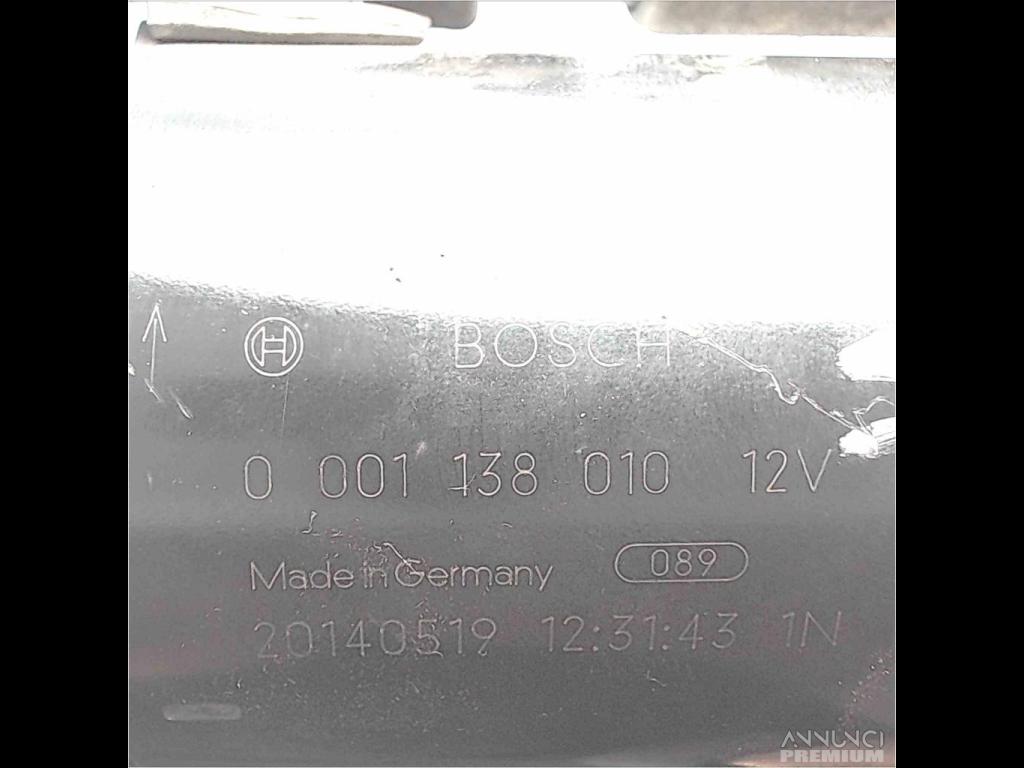 BOSCH
0 001 138 010 12V
Made in Germany 089
20140519 12:31:43 1N
ANNUNCI
PREMIUM